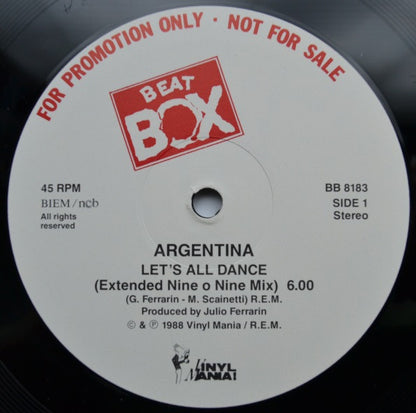 FOR PROMOTION ONLY · NOT FOR SALE
BEAT
BOX
45 RPM
BIEM/ncb
All rights
reserved
BB 8183
SIDE 1
Stereo
ARGENTINA
LET'S ALL DANCE
(Extended Nine o Nine Mix) 6.00
(G. Ferrarin - M. Scainetti) R.E.M.
Produced by Julio Ferrarin
© & ℗ 1988 Vinyl Mania / R.E.M.
VINYL
MANIA!